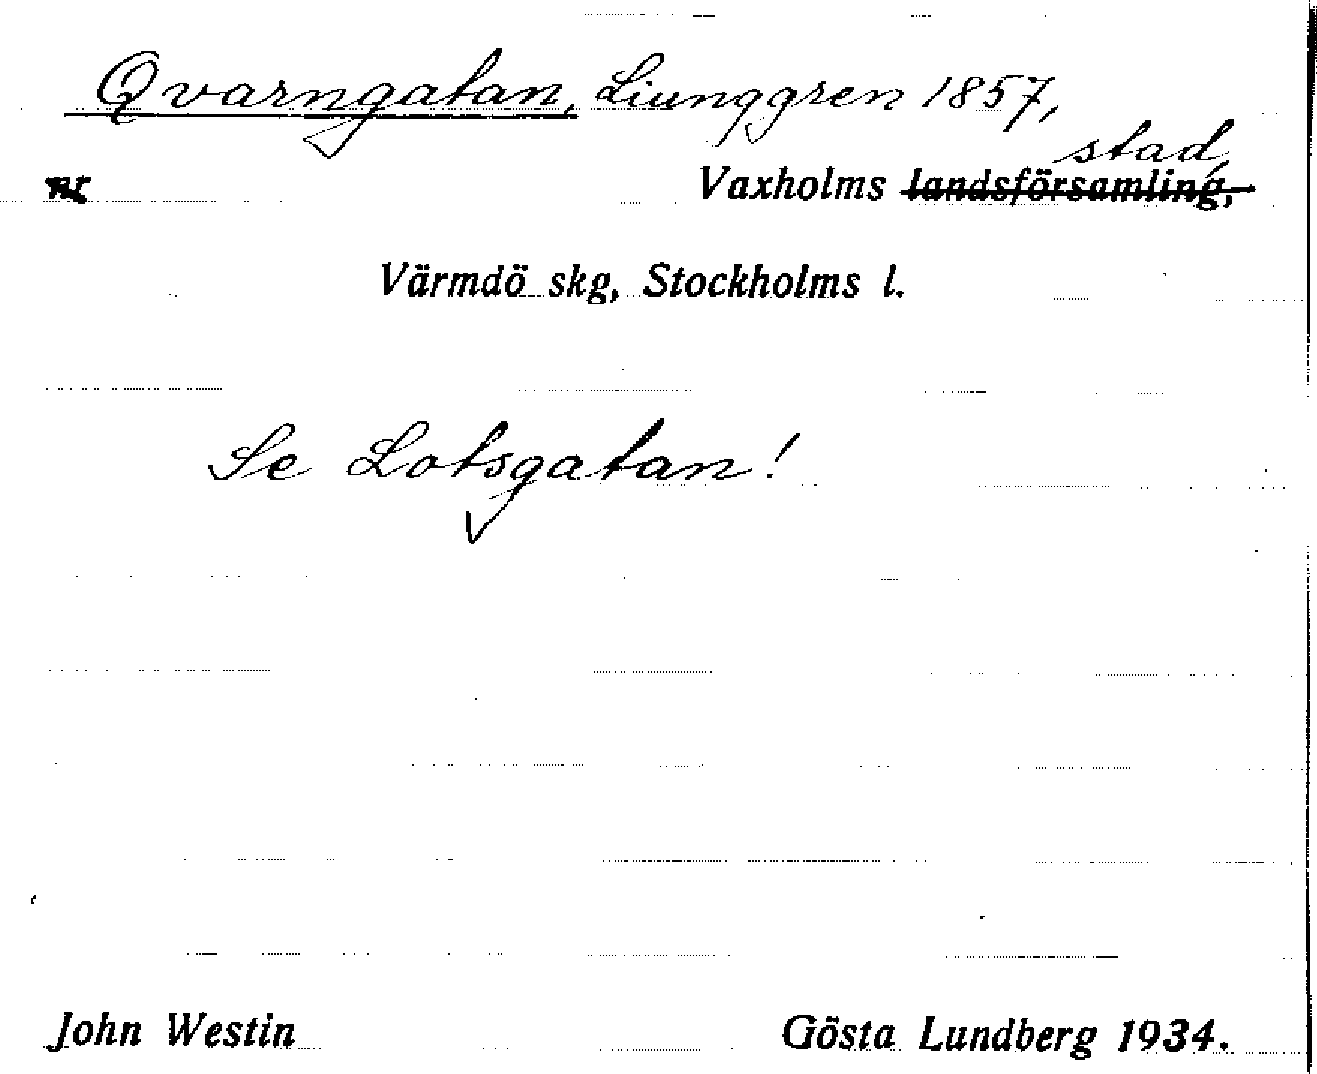 Qvarngatan, Liunggren 1857,
stad,
nr Vaxholms landsförsamling,
Värmdö skg, Stockholms l.
Se Lotsgatan!
John Westin Gösta Lundberg 1934.